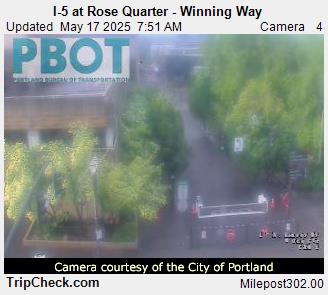 I-5 at Rose Quarter - Winning Way
Updated May 17 2025 7:51 AM Camera 4
PBOT
PORTLAND BUREAU OF TRANSPORTATION
Camera courtesy of the City of Portland
TripCheck.com Milepost302.00